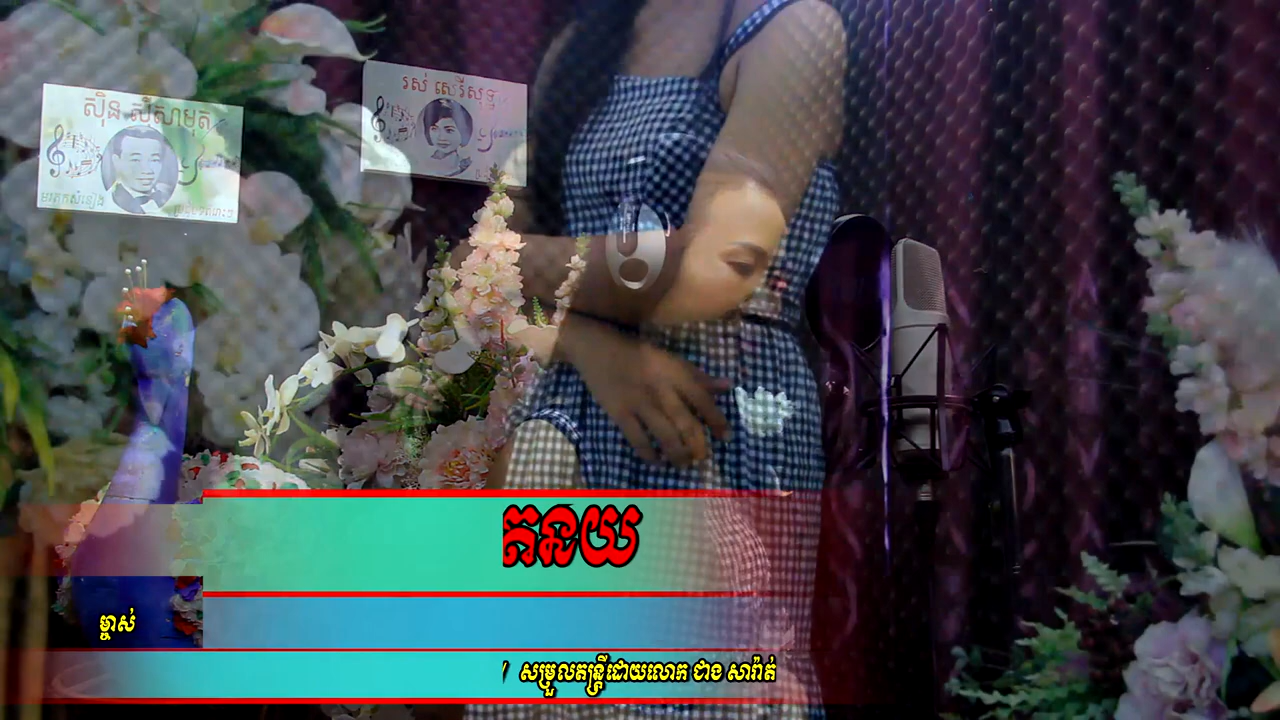 ស៊ិន ស៊ីសាមុត
រស់ សេរីសុទ្ធា
គនយ
ម្ចាស់
/ សម្រួលតន្ត្រីដោយលោក ជាង សារ៉ាត់